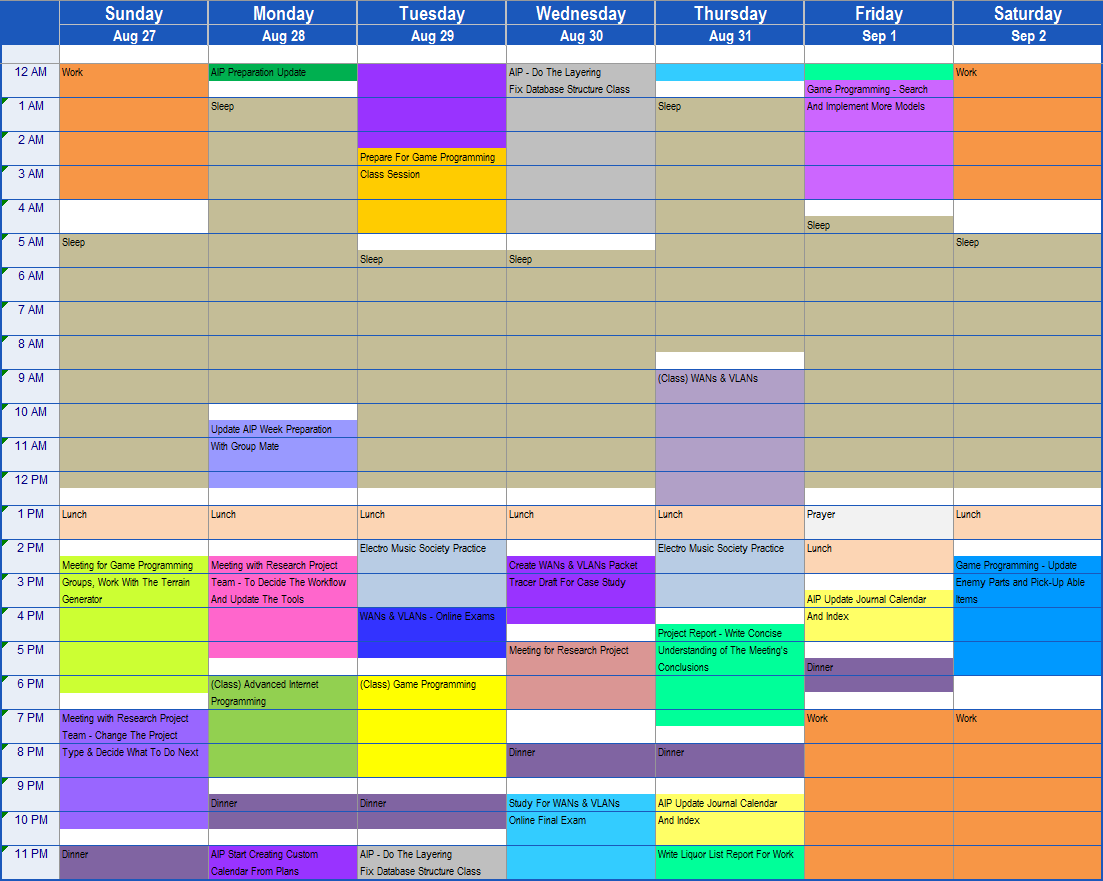 Sunday Monday Tuesday Wednesday Thursday Friday Saturday
Aug 27 Aug 28 Aug 29 Aug 30 Aug 31 Sep 1 Sep 2
12 AM Work AIP Preparation Update AIP - Do The Layering Work
Fix Database Structure Class Game Programming - Search
1 AM Sleep Sleep And Implement More Models
2 AM
Prepare For Game Programming
3 AM Class Session
4 AM
Sleep
5 AM Sleep Sleep
Sleep Sleep
6 AM
7 AM
8 AM
9 AM (Class) WANs & VLANs
10 AM
Update AIP Week Preparation
11 AM With Group Mate
12 PM
1 PM Lunch Lunch Lunch Lunch Lunch Prayer Lunch
2 PM Electro Music Society Practice Electro Music Society Practice Lunch
Meeting for Game Programming Meeting with Research Project Create WANs & VLANs Packet Game Programming - Update
3 PM Groups, Work With The Terrain Team - To Decide The Workflow Tracer Draft For Case Study Enemy Parts and Pick-Up Able
Generator And Update The Tools AIP Update Journal Calendar Items
4 PM WANs & VLANs - Online Exams And Index
Project Report - Write Concise
5 PM Meeting for Research Project Understanding of The Meeting's
Conclusions Dinner
6 PM (Class) Advanced Internet (Class) Game Programming
Programming
7 PM Meeting with Research Project Work Work
Team - Change The Project
8 PM Type & Decide What To Do Next Dinner Dinner
9 PM
Dinner Dinner Study For WANs & VLANs AIP Update Journal Calendar
10 PM Online Final Exam And Index
11 PM Dinner AIP Start Creating Custom AIP - Do The Layering Write Liquor List Report For Work
Calendar From Plans Fix Database Structure Class